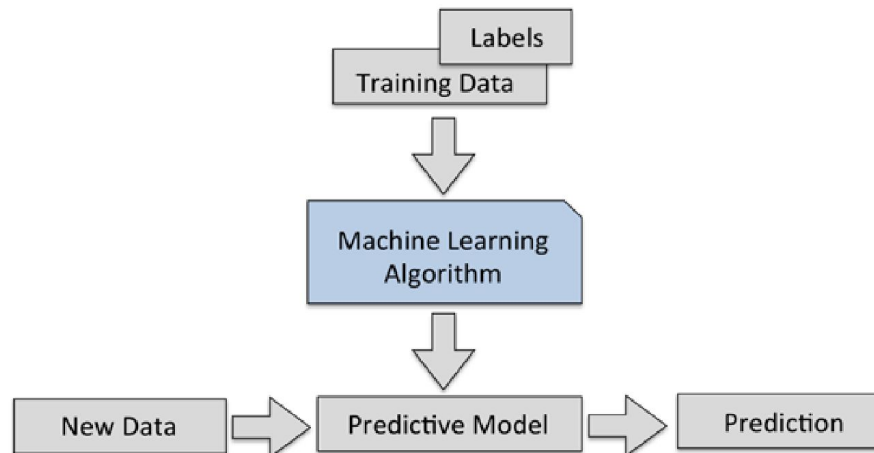 Labels
Training Data
Machine Learning
Algorithm
New Data
Predictive Model
Prediction